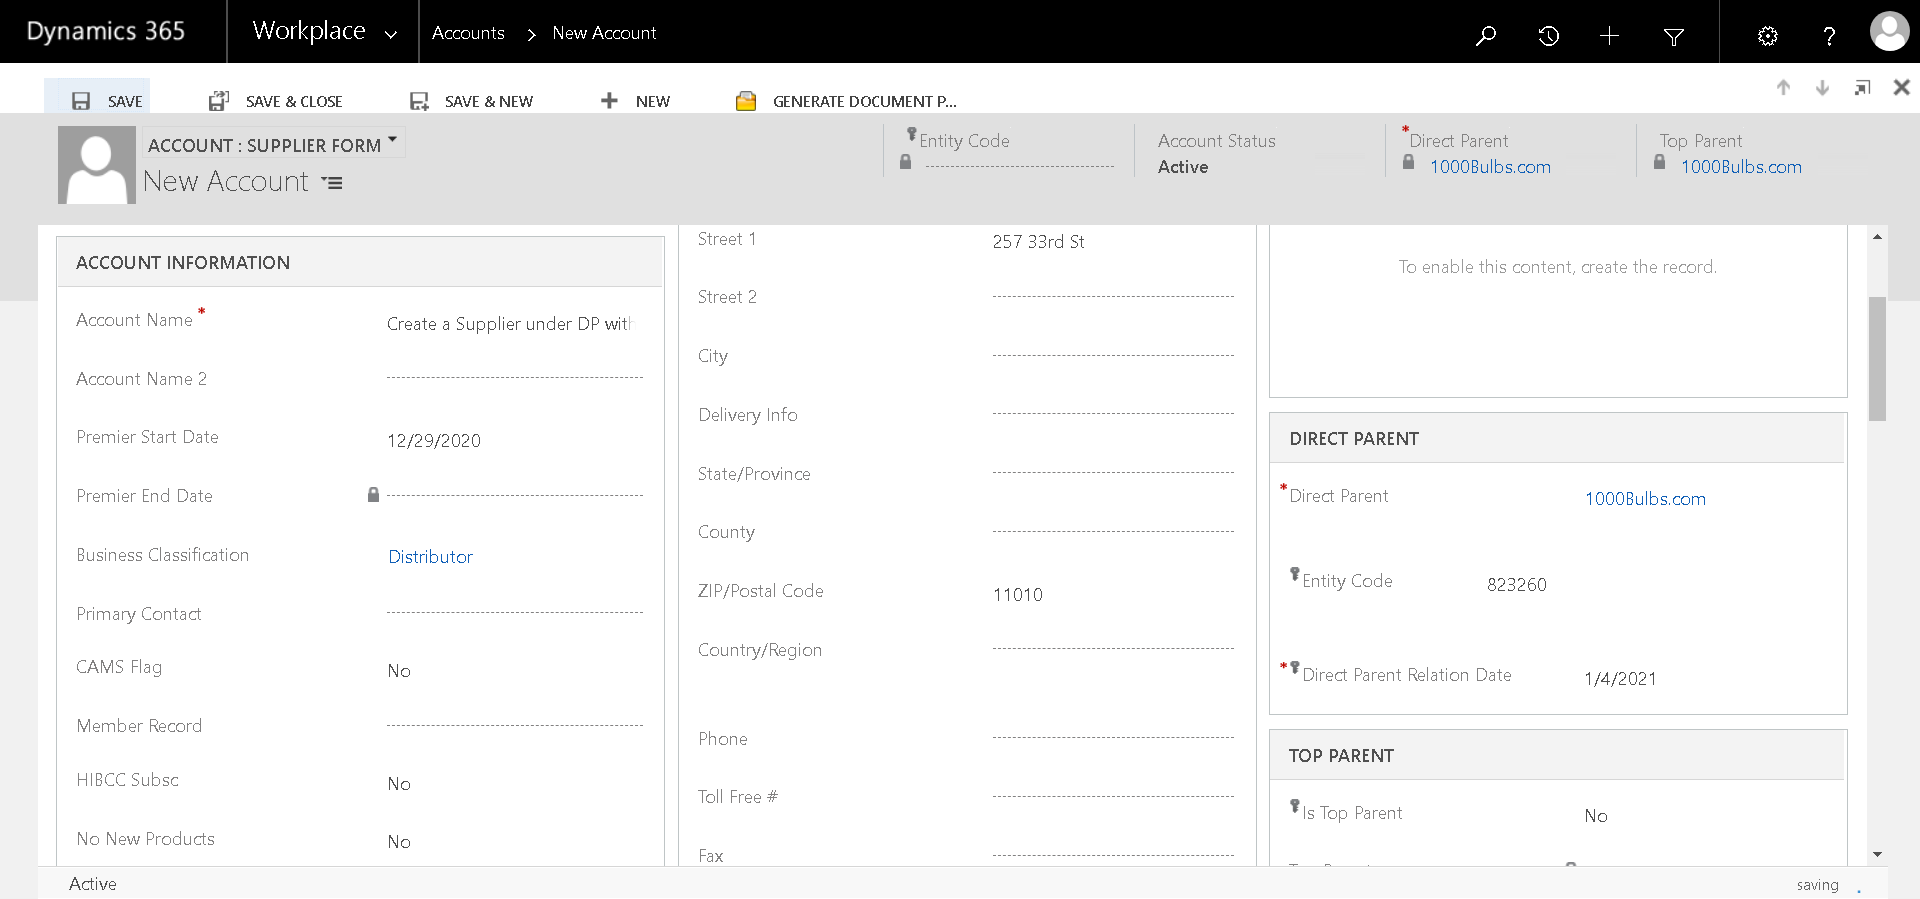 Dynamics 365
Workplace
Accounts > New Account
SAVE
SAVE & CLOSE
SAVE & NEW
NEW
GENERATE DOCUMENT P...
ACCOUNT : SUPPLIER FORM
New Account
Entity Code
Account Status
Active
*Direct Parent
1000Bulbs.com
Top Parent
1000Bulbs.com
ACCOUNT INFORMATION
Account Name *
Create a Supplier under DP with
Account Name 2
Premier Start Date
12/29/2020
Premier End Date
Business Classification
Distributor
Primary Contact
CAMS Flag
No
Member Record
HIBCC Subsc
No
No New Products
No
Street 1
257 33rd St
Street 2
City
Delivery Info
State/Province
County
ZIP/Postal Code
11010
Country/Region
Phone
Toll Free #
Fax
To enable this content, create the record.
DIRECT PARENT
*Direct Parent
1000Bulbs.com
Entity Code
823260
*Direct Parent Relation Date
1/4/2021
TOP PARENT
Is Top Parent
No
Active
saving